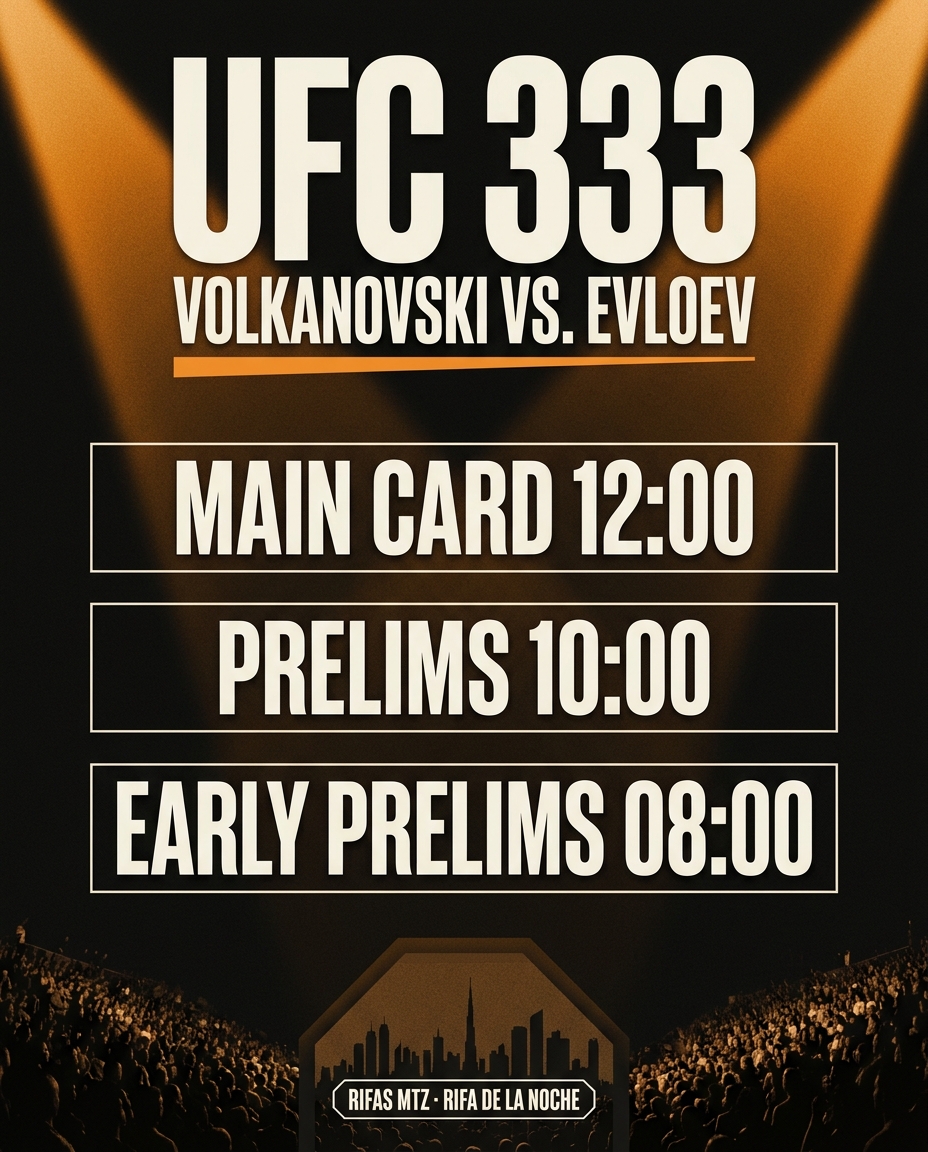 UFC 333
VOLKANOVSKI VS. EVLOEV
MAIN CARD 12:00
PRELIMS 10:00
EARLY PRELIMS 08:00
RIFAS MTZ · RIFA DE LA NOCHE